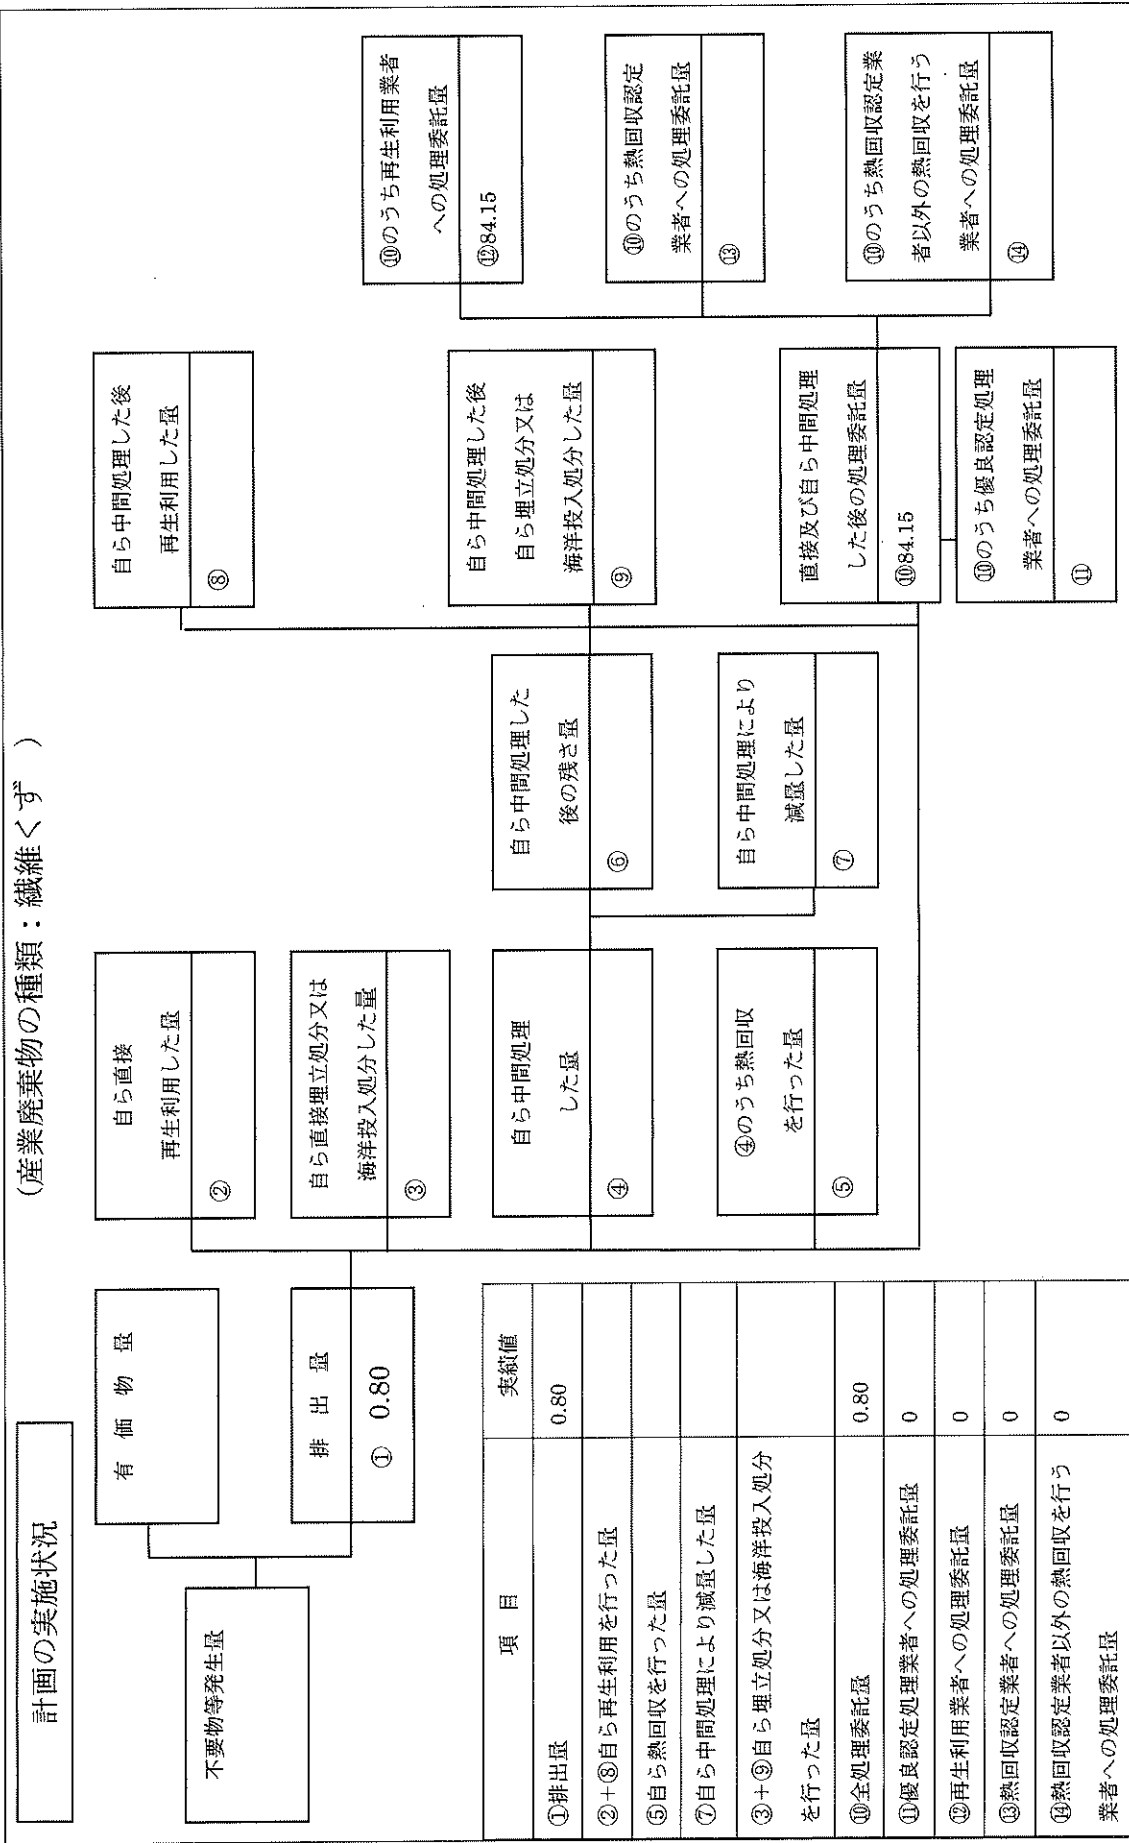 計画の実施状況
(産業廃棄物の種類：繊維くず )
不要物等発生量
有 価 物 量
排 出 量
① 0.80
自ら直接
再生利用した量
②
自ら直接埋立処分又は
海洋投入処分した量
③
自ら中間処理
した量
④
④のうち熱回収
を行った量
⑤
自ら中間処理した
後の残さ量
⑥
自ら中間処理により
減量した量
⑦
自ら中間処理した後
再生利用した量
⑧
自ら中間処理した後
自ら埋立処分又は
海洋投入処分した量
⑨
直接及び自ら中間処理
した後の処理委託量
⑩84.15
⑩のうち優良認定処理
業者への処理委託量
⑪
⑩のうち再生利用業者
への処理委託量
⑫84.15
⑩のうち熱回収認定
業者への処理委託量
⑬
⑩のうち熱回収認定業
者以外の熱回収を行う
業者への処理委託量
⑭
項 目 実績値
①排出量 0.80
②+⑧自ら再生利用を行った量
⑤自ら熱回収を行った量
⑦自ら中間処理により減量した量
③+⑨自ら埋立処分又は海洋投入処分
を行った量
⑩全処理委託量 0.80
⑪優良認定処理業者への処理委託量 0
⑫再生利用業者への処理委託量 0
⑬熱回収認定業者への処理委託量 0
⑭熱回収認定業者以外の熱回収を行う 0
業者への処理委託量